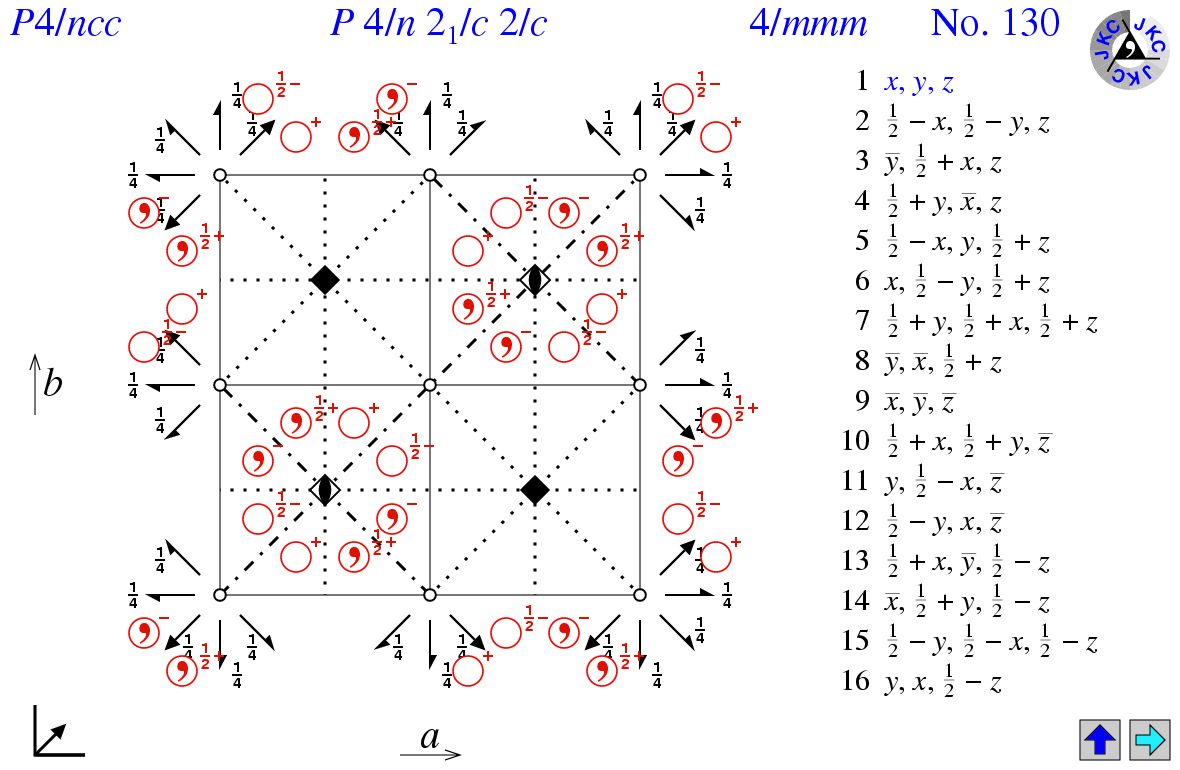 P4/ncc P 4/n 2₁/c 2/c 4/mmm No. 130
JKC JKC JKC
1 x, y, z
2 ½ − x, ½ − y, z
3 y̅, ½ + x, z
4 ½ + y, x̅, z
5 ½ − x, y, ½ + z
6 x, ½ − y, ½ + z
7 ½ + y, ½ + x, ½ + z
8 y̅, x̅, ½ + z
9 x̅, y̅, z̅
10 ½ + x, ½ + y, z̅
11 y, ½ − x, z̅
12 ½ − y, x, z̅
13 ½ + x, y̅, ½ − z
14 x̅, ½ + y, ½ − z
15 ½ − y, ½ − x, ½ − z
16 y, x, ½ − z
b
a